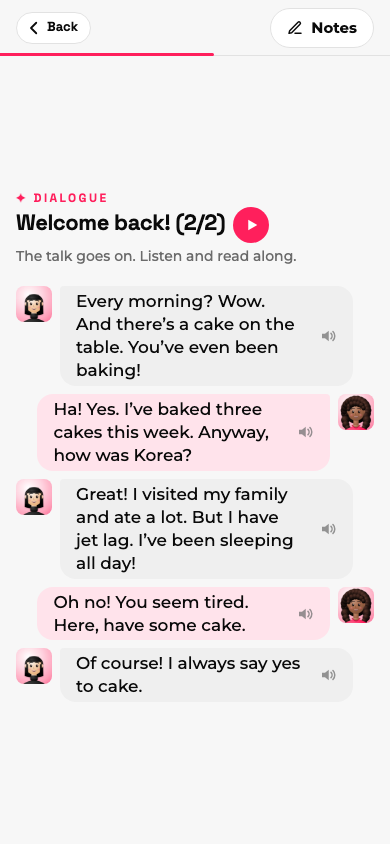 Back
Notes
DIALOGUE
Welcome back! (2/2)
The talk goes on. Listen and read along.
Every morning? Wow.
And there’s a cake on the
table. You’ve even been
baking!
Ha! Yes. I’ve baked three
cakes this week. Anyway,
how was Korea?
Great! I visited my family
and ate a lot. But I have
jet lag. I’ve been sleeping
all day!
Oh no! You seem tired.
Here, have some cake.
Of course! I always say yes
to cake.